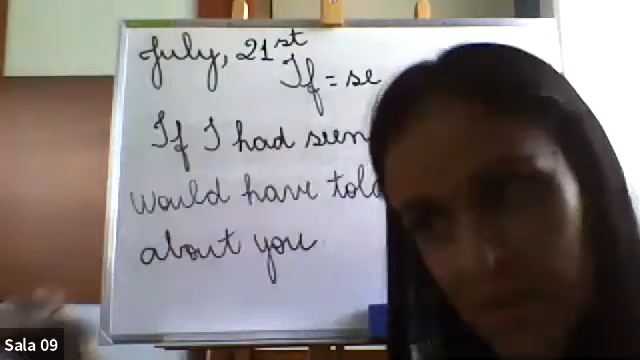 July, 21st
If = se
If I had seen
would have told
about you
Sala 09